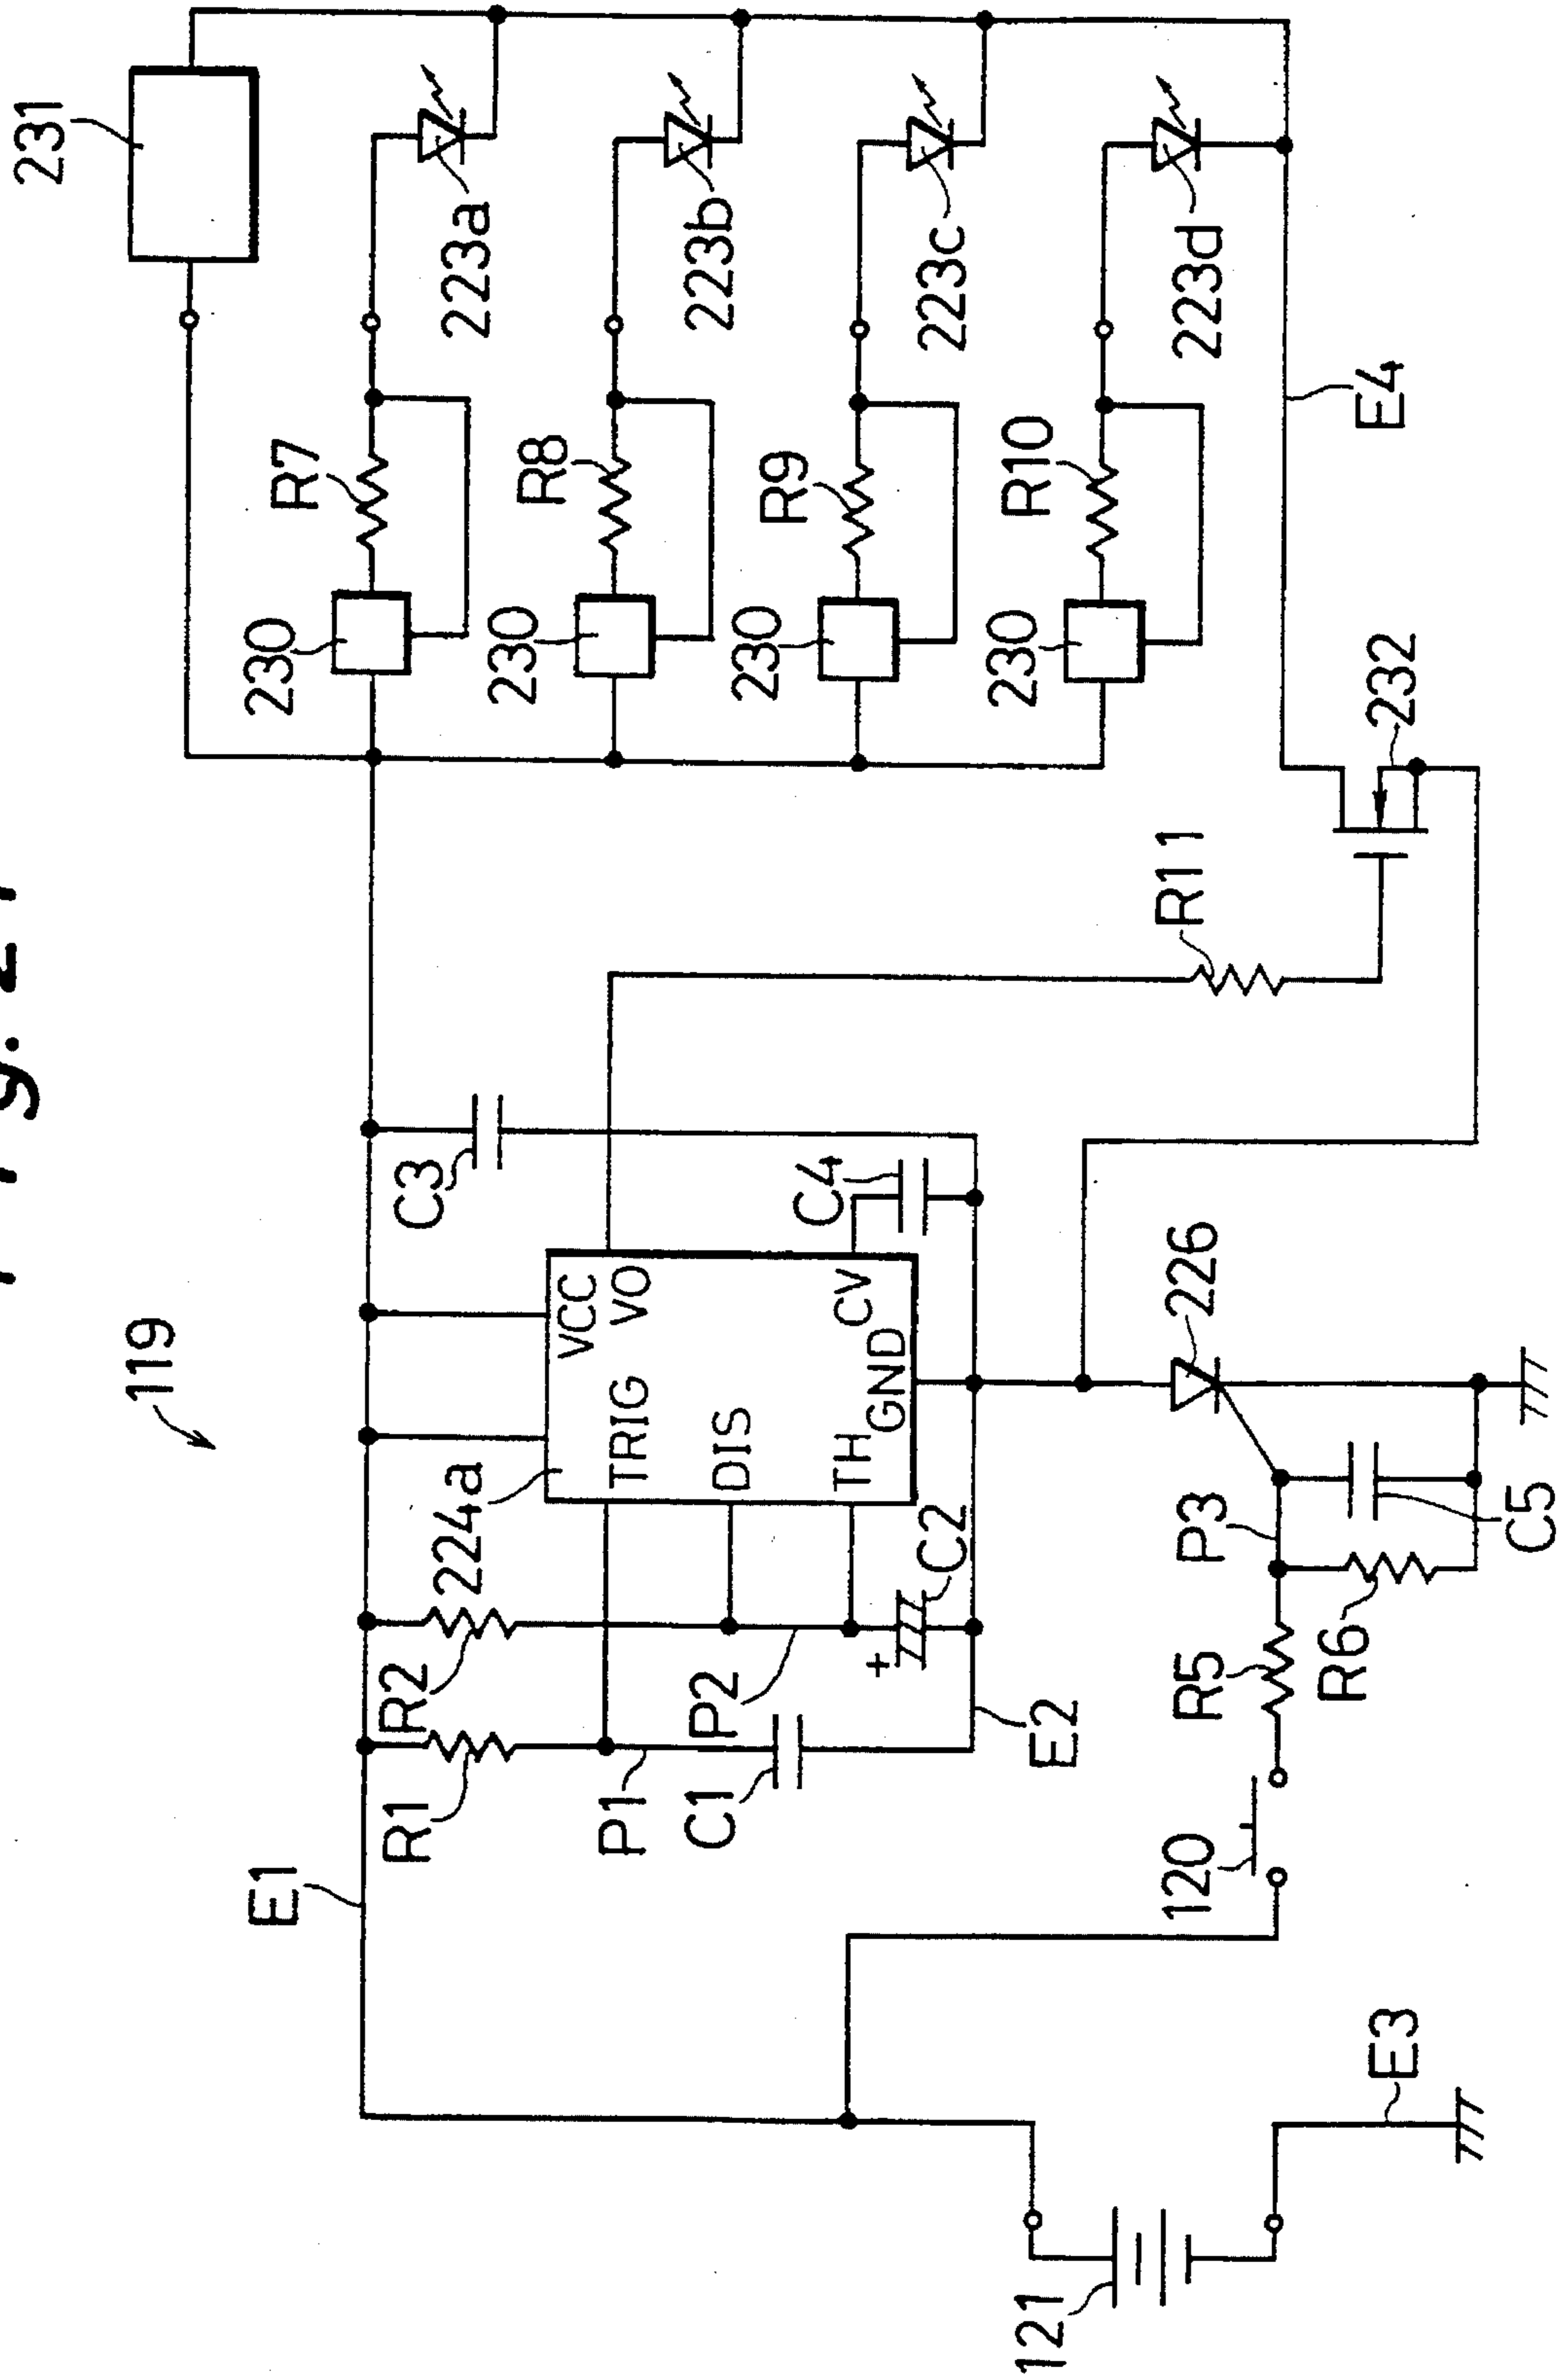 231
119
E1
230
R7
R1
R2
C3
224a
223a
230
R8
VCC
P1
TRIG
VO
C1
P2
DIS
223b
230
R9
C4
TH
CV
GND
C2
223c
230
R10
121
E2
R11
120
R5
P3
226
223d
R6
E4
E3
232
+
C5